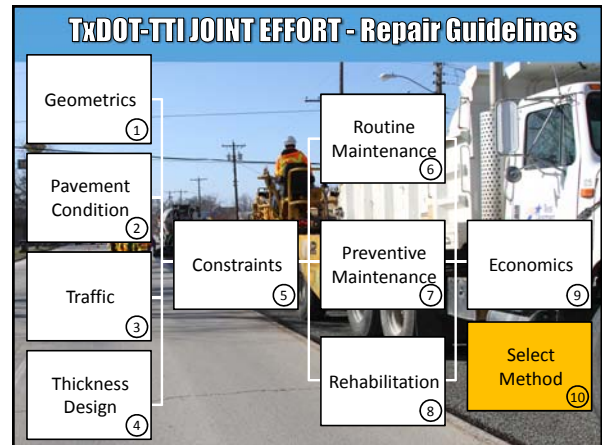 TxDOT-TTI JOINT EFFORT - Repair Guidelines
Geometrics
1
Pavement
Condition
2
Traffic
3
Thickness
Design
4
Constraints
5
Routine
Maintenance
6
Preventive
Maintenance
7
Rehabilitation
8
Economics
9
Select
Method
10